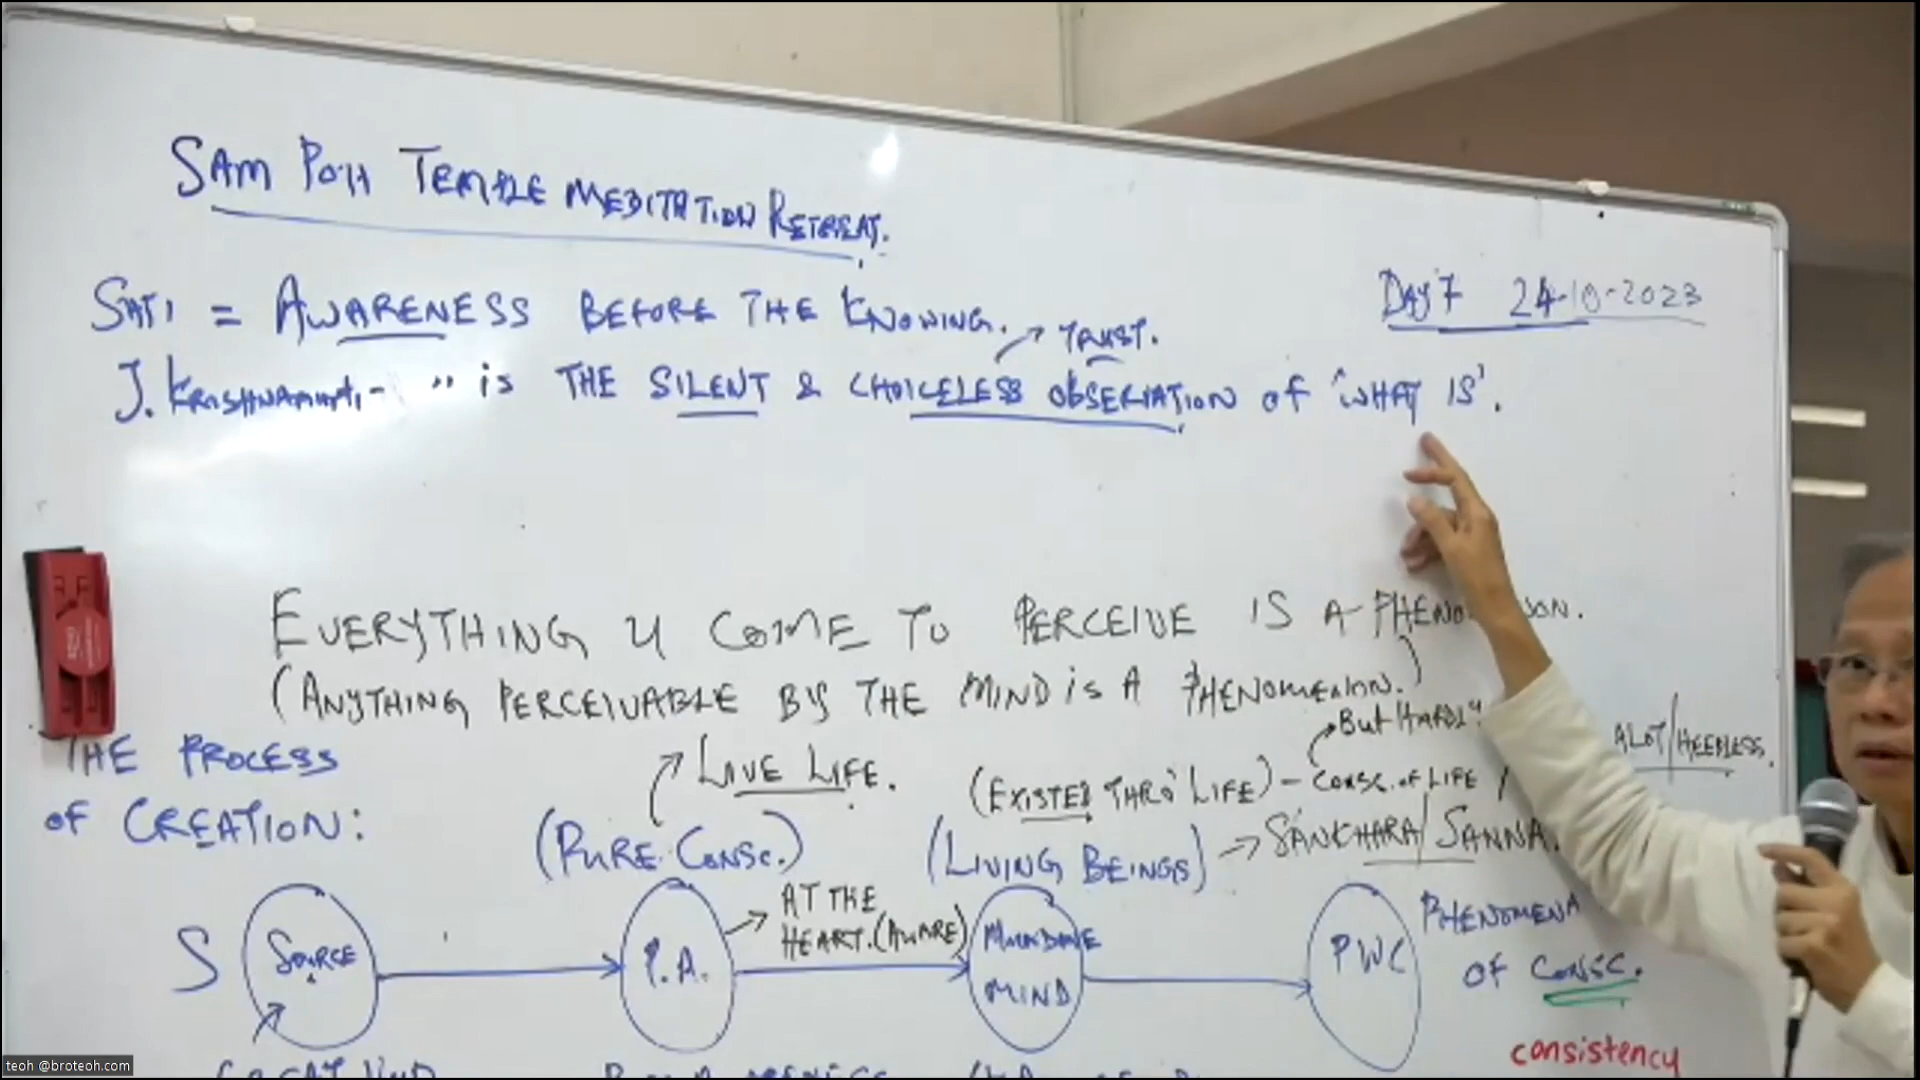 SAM POH TEMPLE MEDITATION RETREAT.
DAY 7 24-10-2023
SATI = AWARENESS BEFORE THE KNOWING.
→ TRUST.
J. KRISHNAMURTI - " is THE SILENT & CHOICELESS OBSERVATION OF 'WHAT IS'.
EVERYTHING U COME TO PERCEIVE IS A PHENO
(ANYTHING PERCEIVABLE BY THE MIND is A PHENOMENON.)
But HARDLY
ALOT/HEEDLESS.
THE PROCESS
OF CREATION:
LIVE LIFE.
(EXISTED THRO' LIFE) - CONSC. OF LIFE /
(PURE CONSC.)
(LIVING BEINGS) → SANKHARA/SANNA.
S
SOURCE
P.A.
→ AT THE
HEART. (AWARE)
MUNDANE
MIND
PWC
PHENOMENA
OF CONSC.
consistency
teoh @broteoh.com